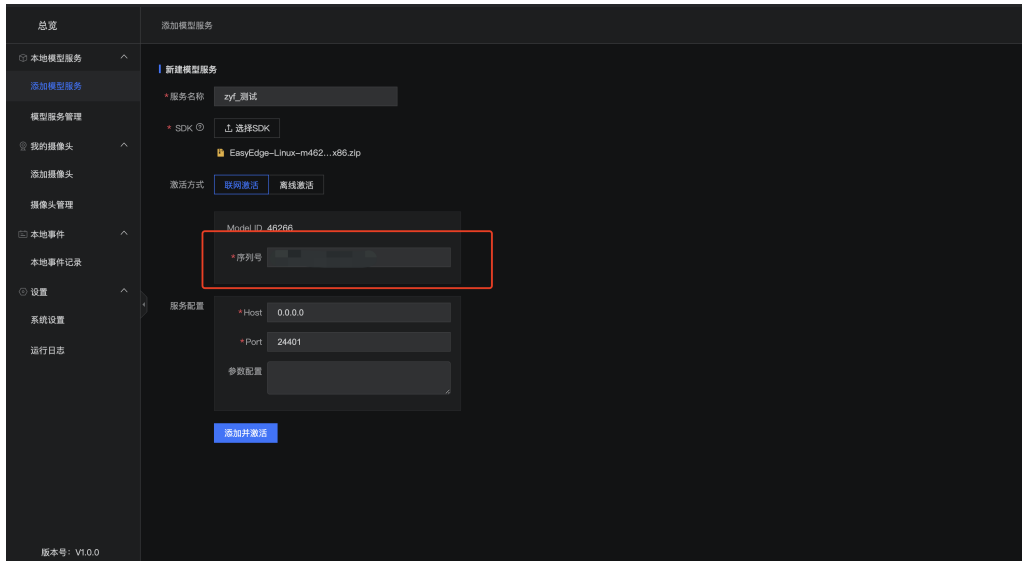 总览
添加模型服务
本地模型服务
添加模型服务
模型服务管理
我的摄像头
添加摄像头
摄像头管理
本地事件
本地事件记录
设置
系统设置
运行日志
版本号：V1.0.0
新建模型服务
*服务名称 zyf_测试
* SDK 选择SDK
EasyEdge-Linux-m462...x86.zip
激活方式 联网激活 离线激活
Model ID 46266
*序列号
服务配置
*Host 0.0.0.0
*Port 24401
参数配置
添加并激活